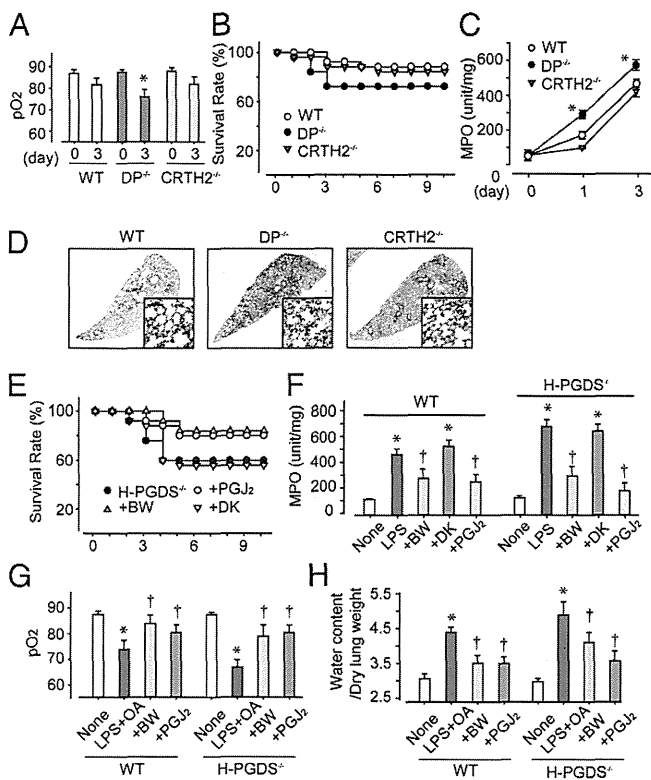 A
pO2
90
80
70
60
*
0 3 0 3 0 3
(day)
WT DP-/- CRTH2-/-
B
Survival Rate (%)
100
60
20
WT
DP-/-
CRTH2-/-
0 3 6 9
C
MPO (unit/mg)
600
400
200
0
WT
DP-/-
CRTH2-/-
*
*
0 1 3
(day)
D
WT DP-/- CRTH2-/-
E
Survival Rate (%)
100
60
20
H-PGDS-/- +PGJ2
+BW +DK
0 3 6 9
F
WT H-PGDS-/
MPO (unit/mg)
800
600
400
200
* † * † * † * †
None LPS +BW +DK +PGJ2 None LPS +BW +DK +PGJ2
G
pO2
90
80
70
60
* † † * † †
None LPS+OA +BW +PGJ2 None LPS+OA +BW +PGJ2
WT H-PGDS-/-
H
Water content
/Dry lung weight
4.5
3.5
2.5
* † † * † †
None LPS+OA +BW +PGJ2 None LPS+OA +BW +PGJ2
WT H-PGDS-/-